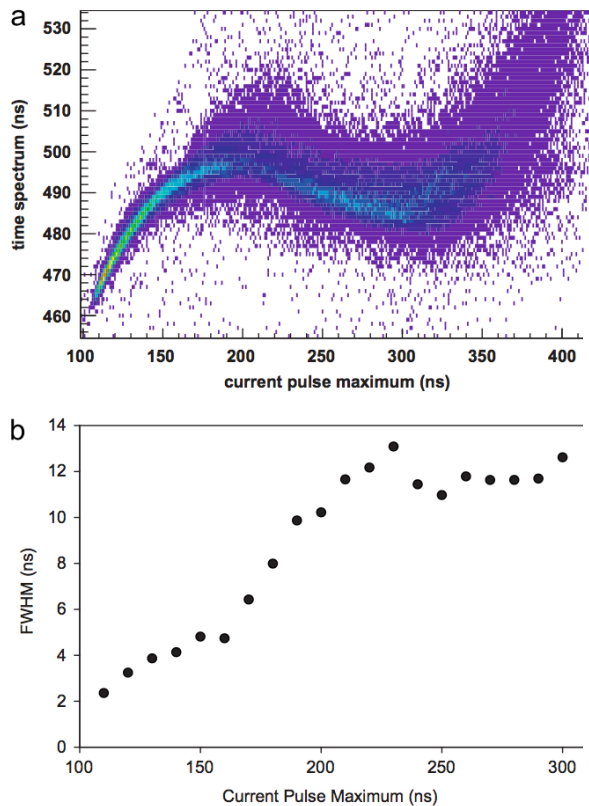 a
530
520
510
500
490
480
470
460
time spectrum (ns)
100 150 200 250 300 350 400
current pulse maximum (ns)
b
14
12
10
8
6
4
2
0
FWHM (ns)
100 150 200 250 300
Current Pulse Maximum (ns)